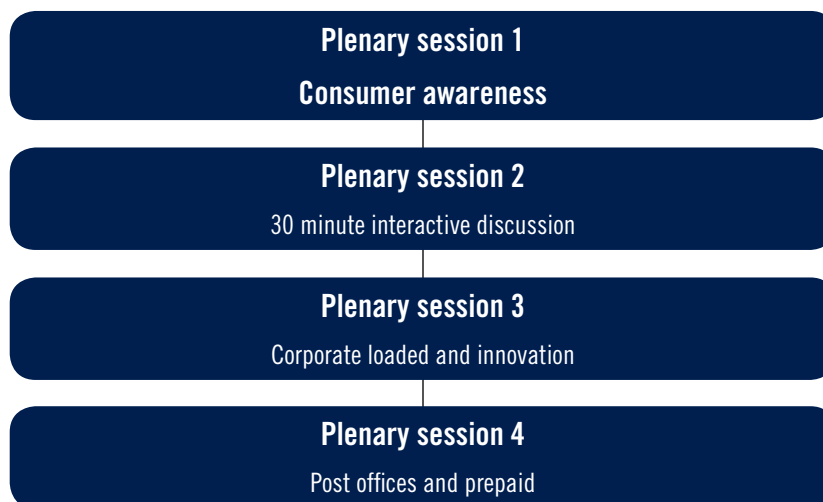 Plenary session 1
Consumer awareness
Plenary session 2
30 minute interactive discussion
Plenary session 3
Corporate loaded and innovation
Plenary session 4
Post offices and prepaid